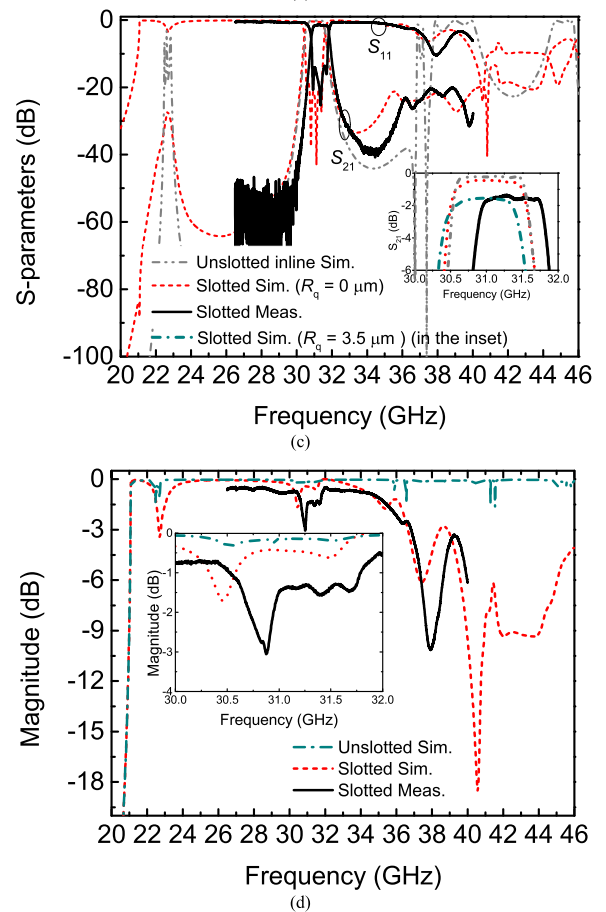 0
-20
-40
-60
-80
-100
S-parameters (dB)
S11
S21
0
-2
-4
-6
S21 (dB)
30.0 30.5 31.0 31.5 32.0
Frequency (GHz)
Unslotted inline Sim.
Slotted Sim. (Rq = 0 μm)
Slotted Meas.
Slotted Sim. (Rq = 3.5 μm ) (in the inset)
20 22 24 26 28 30 32 34 36 38 40 42 44 46
Frequency (GHz)
(c)
0
-3
-6
-9
-12
-15
-18
Magnitude (dB)
0
-1
-2
-3
-4
Magnitude (dB)
30.0 30.5 31.0 31.5 32.0
Frequency (GHz)
Unslotted Sim.
Slotted Sim.
Slotted Meas.
20 22 24 26 28 30 32 34 36 38 40 42 44 46
Frequency (GHz)
(d)